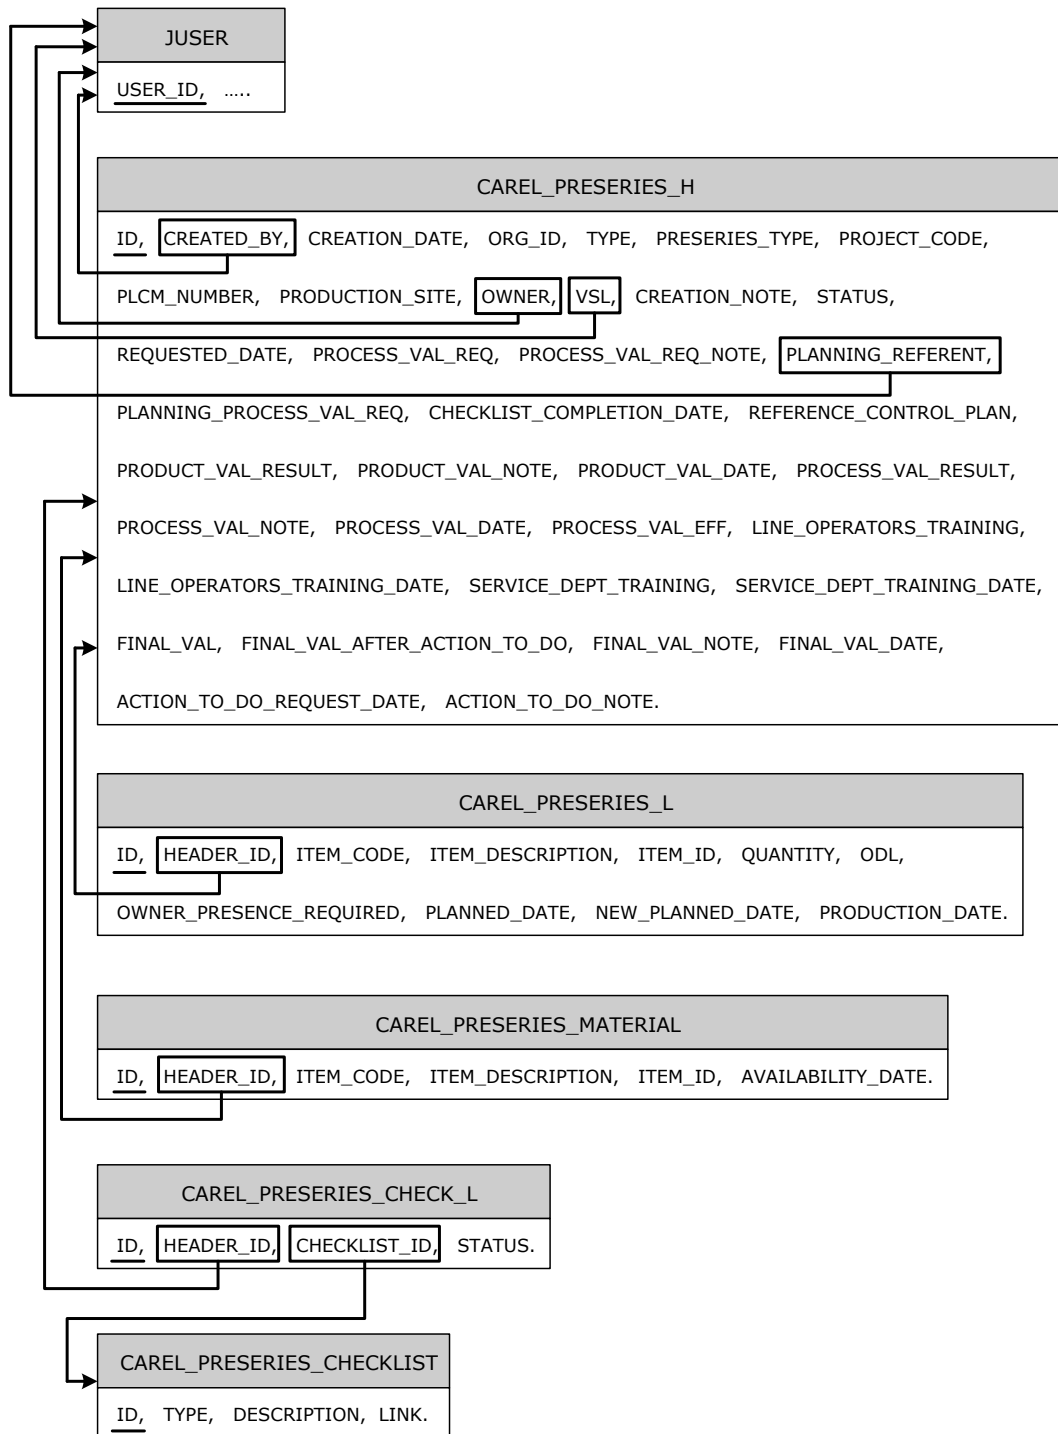 JUSER
USER_ID, .....
CAREL_PRESERIES_H
ID, CREATED_BY, CREATION_DATE, ORG_ID, TYPE, PRESERIES_TYPE, PROJECT_CODE,
PLCM_NUMBER, PRODUCTION_SITE, OWNER, VSL, CREATION_NOTE, STATUS,
REQUESTED_DATE, PROCESS_VAL_REQ, PROCESS_VAL_REQ_NOTE, PLANNING_REFERENT,
PLANNING_PROCESS_VAL_REQ, CHECKLIST_COMPLETION_DATE, REFERENCE_CONTROL_PLAN,
PRODUCT_VAL_RESULT, PRODUCT_VAL_NOTE, PRODUCT_VAL_DATE, PROCESS_VAL_RESULT,
PROCESS_VAL_NOTE, PROCESS_VAL_DATE, PROCESS_VAL_EFF, LINE_OPERATORS_TRAINING,
LINE_OPERATORS_TRAINING_DATE, SERVICE_DEPT_TRAINING, SERVICE_DEPT_TRAINING_DATE,
FINAL_VAL, FINAL_VAL_AFTER_ACTION_TO_DO, FINAL_VAL_NOTE, FINAL_VAL_DATE,
ACTION_TO_DO_REQUEST_DATE, ACTION_TO_DO_NOTE.
CAREL_PRESERIES_L
ID, HEADER_ID, ITEM_CODE, ITEM_DESCRIPTION, ITEM_ID, QUANTITY, ODL,
OWNER_PRESENCE_REQUIRED, PLANNED_DATE, NEW_PLANNED_DATE, PRODUCTION_DATE.
CAREL_PRESERIES_MATERIAL
ID, HEADER_ID, ITEM_CODE, ITEM_DESCRIPTION, ITEM_ID, AVAILABILITY_DATE.
CAREL_PRESERIES_CHECK_L
ID, HEADER_ID, CHECKLIST_ID, STATUS.
CAREL_PRESERIES_CHECKLIST
ID, TYPE, DESCRIPTION, LINK.